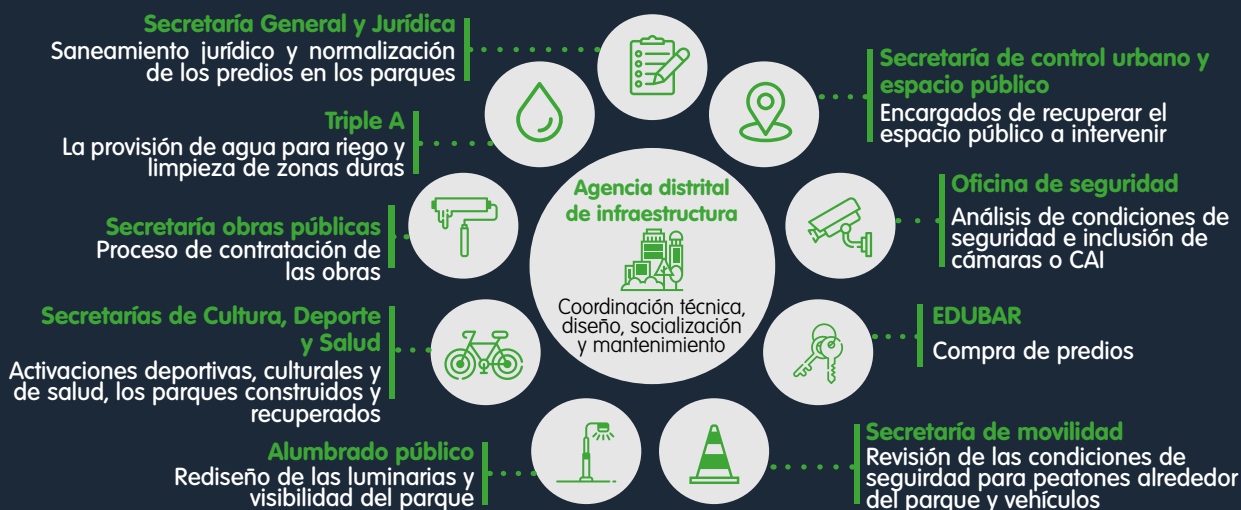 Secretaría General y Jurídica
Saneamiento jurídico y normalización
de los predios en los parques
Triple A
La provisión de agua para riego y
limpieza de zonas duras
Secretaría obras públicas
Proceso de contratación de
las obras
Secretarías de Cultura, Deporte
y Salud
Activaciones deportivas, culturales y
de salud, los parques construidos y
recuperados
Alumbrado público
Rediseño de las luminarias y
visibilidad del parque
Agencia distrital
de infraestructura
Coordinación técnica,
diseño, socialización
y mantenimiento
Secretaría de control urbano y
espacio público
Encargados de recuperar el
espacio público a intervenir
Oficina de seguridad
Análisis de condiciones de
seguridad e inclusión de
cámaras o CAI
EDUBAR
Compra de predios
Secretaría de movilidad
Revisión de las condiciones de
seguirdad para peatones alrededor
del parque y vehículos